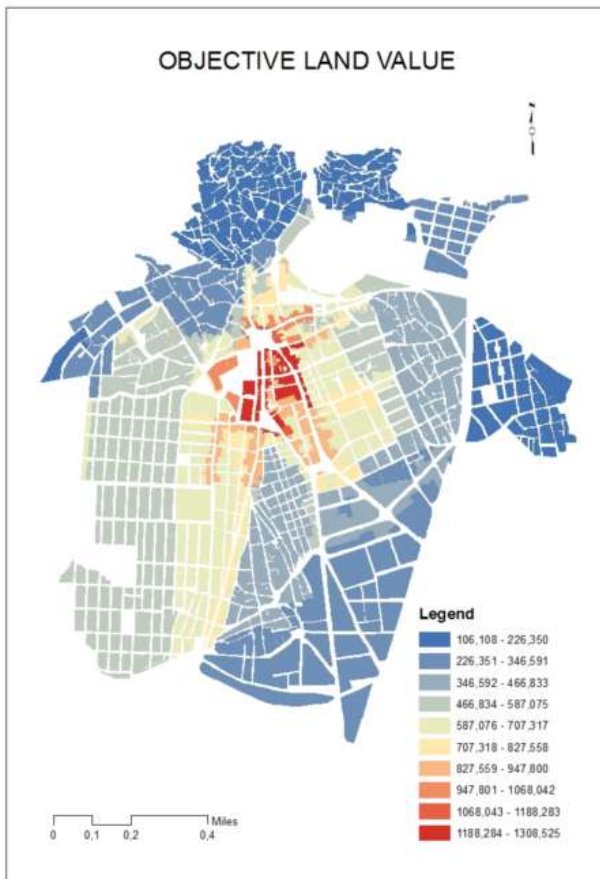 OBJECTIVE LAND VALUE
N
Legend
106,108 - 226,350
226,351 - 346,591
346,592 - 466,833
466,834 - 587,075
587,076 - 707,317
707,318 - 827,558
827,559 - 947,800
947,801 - 1068,042
1068,043 - 1188,283
1188,284 - 1308,525
Miles
0 0,1 0,2 0,4